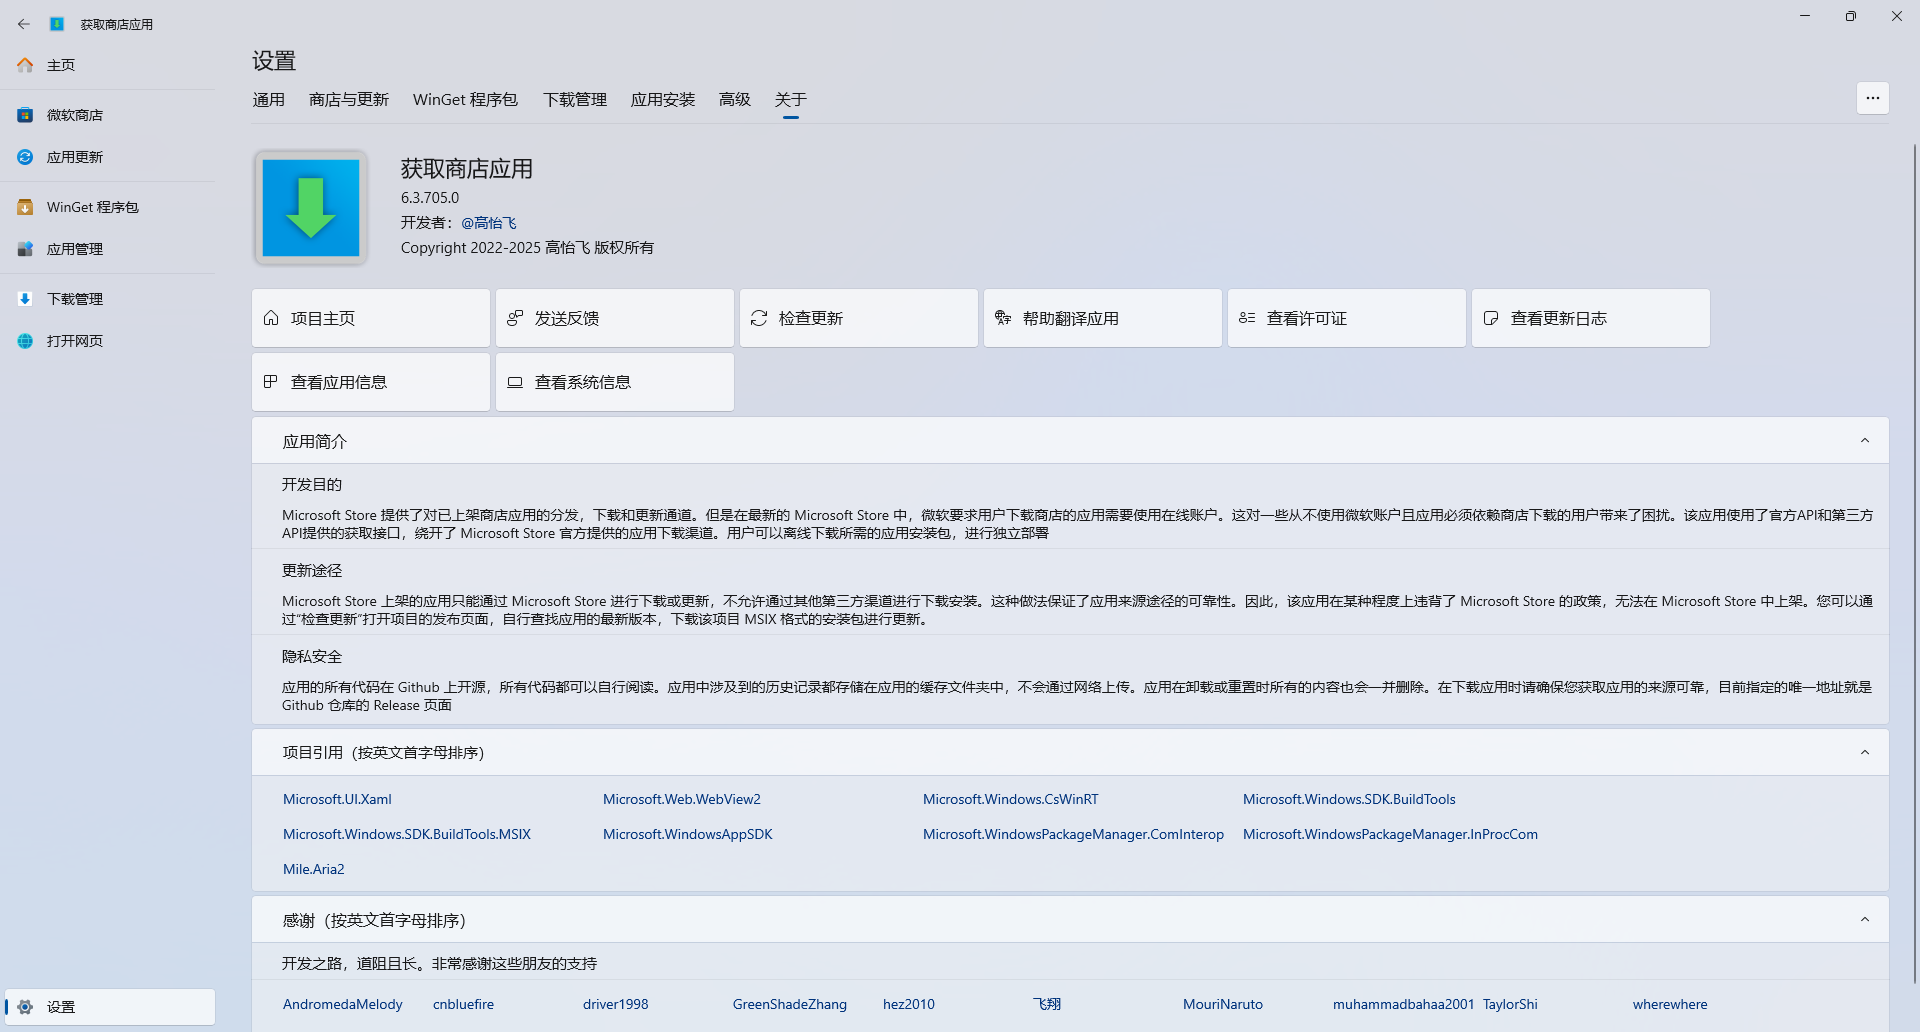 获取商店应用
主页
微软商店
应用更新
WinGet 程序包
应用管理
下载管理
打开网页
设置
设置
通用 商店与更新 WinGet 程序包 下载管理 应用安装 高级 关于
获取商店应用
6.3.705.0
开发者：@高怡飞
Copyright 2022-2025 高怡飞 版权所有
项目主页 发送反馈 检查更新 帮助翻译应用 查看许可证 查看更新日志
查看应用信息 查看系统信息
应用简介
开发目的
Microsoft Store 提供了对已上架商店应用的分发，下载和更新通道。但是在最新的 Microsoft Store 中，微软要求用户下载商店的应用需要使用在线账户。这对一些从不使用微软账户且应用必须依赖商店下载的用户带来了困扰。该应用使用了官方API和第三方
API提供的获取接口，绕开了 Microsoft Store 官方提供的应用下载渠道。用户可以离线下载所需的应用安装包，进行独立部署
更新途径
Microsoft Store 上架的应用只能通过 Microsoft Store 进行下载或更新，不允许通过其他第三方渠道进行下载安装。这种做法保证了应用来源途径的可靠性。因此，该应用在某种程度上违背了 Microsoft Store 的政策，无法在 Microsoft Store 中上架。您可以通
过"检查更新"打开项目的发布页面，自行查找应用的最新版本，下载该项目 MSIX 格式的安装包进行更新。
隐私安全
应用的所有代码在 Github 上开源，所有代码都可以自行阅读。应用中涉及到的历史记录都存储在应用的缓存文件夹中，不会通过网络上传。应用在卸载或重置时所有的内容也会一并删除。在下载应用时请确保您获取应用的来源可靠，目前指定的唯一地址就是
Github 仓库的 Release 页面
项目引用（按英文首字母排序）
Microsoft.UI.Xaml Microsoft.Web.WebView2 Microsoft.Windows.CsWinRT Microsoft.Windows.SDK.BuildTools
Microsoft.Windows.SDK.BuildTools.MSIX Microsoft.WindowsAppSDK Microsoft.WindowsPackageManager.ComInterop Microsoft.WindowsPackageManager.InProcCom
Mile.Aria2
感谢（按英文首字母排序）
开发之路，道阻且长。非常感谢这些朋友的支持
AndromedaMelody cnbluefire driver1998 GreenShadeZhang hez2010 飞翔 MouriNaruto muhammadbahaa2001 TaylorShi wherewhere